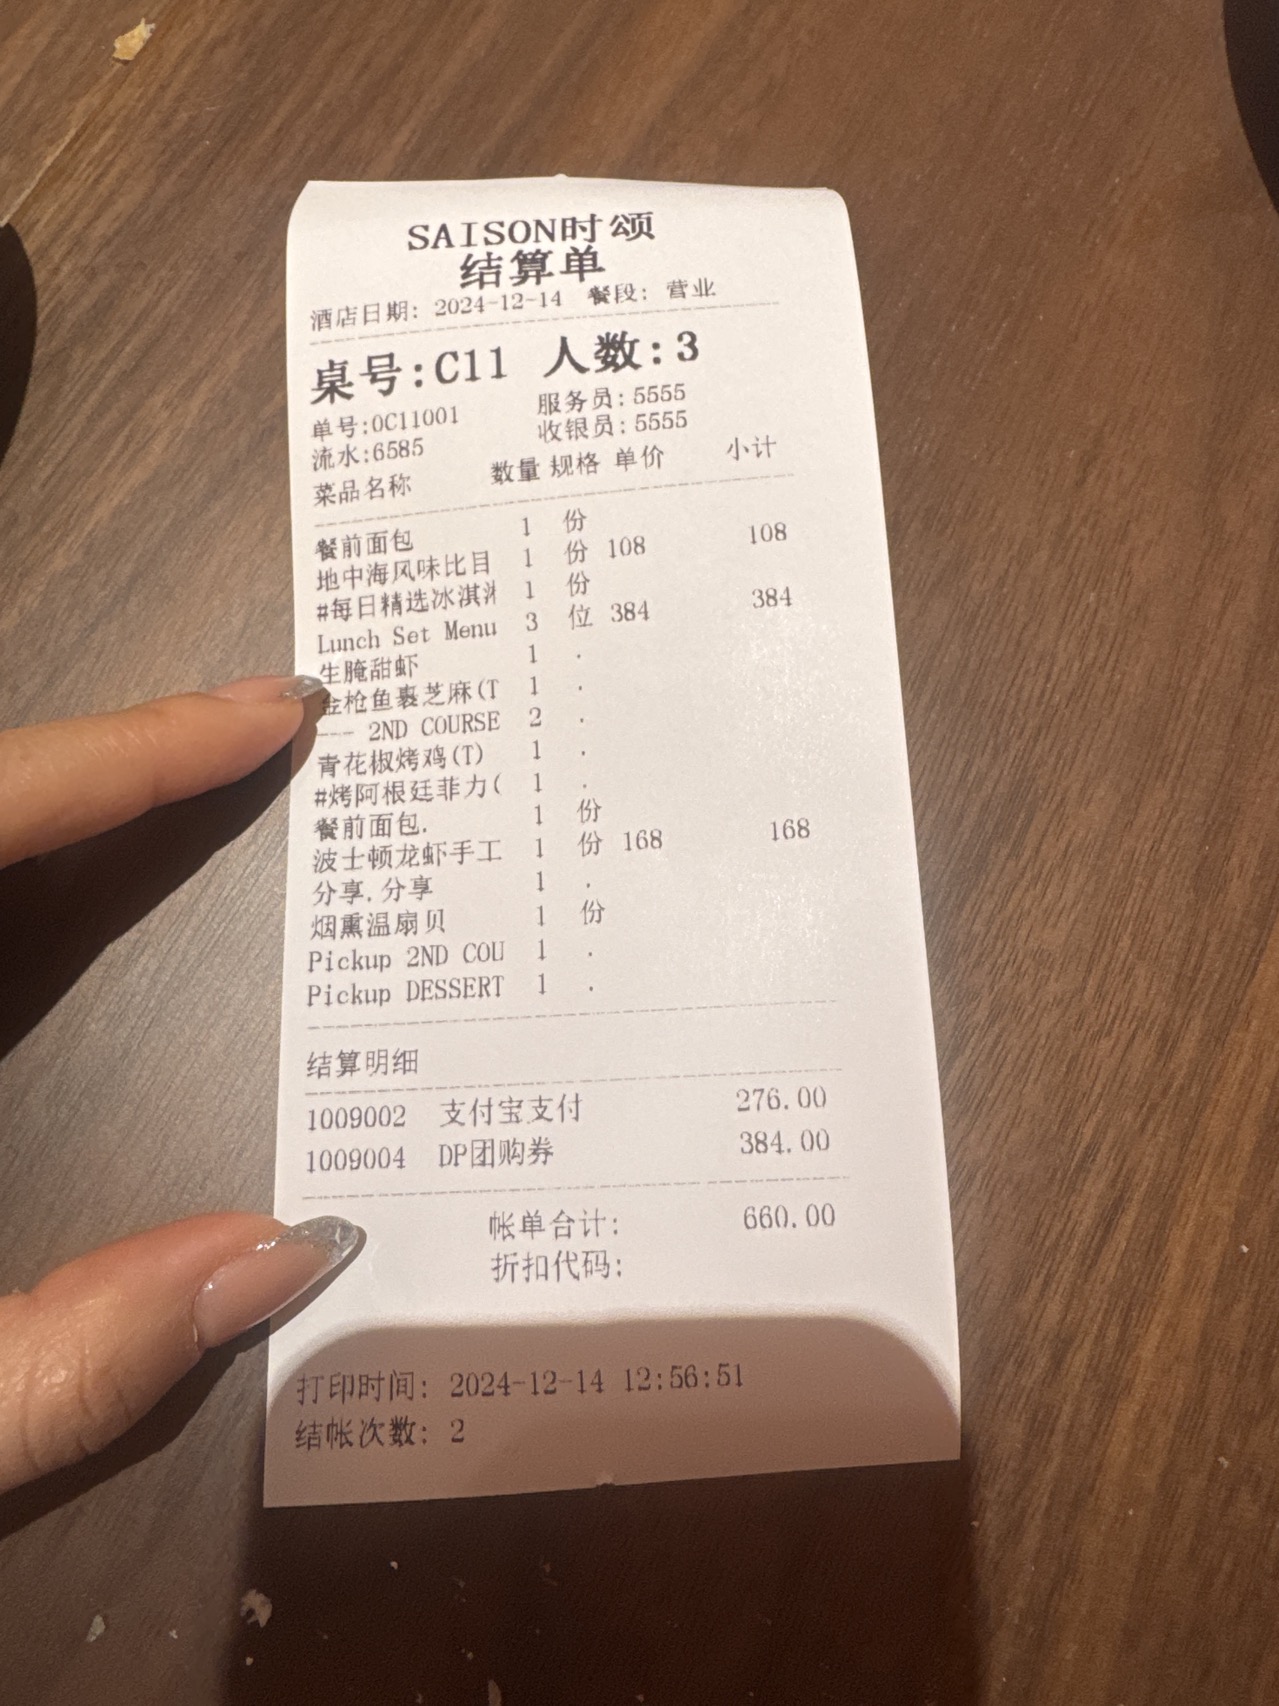 SAISON时颂
结算单
酒店日期: 2024-12-14 餐段: 营业
桌号:C11 人数:3
单号:0C11001 服务员:5555
流水:6585 收银员:5555
菜品名称 数量 规格 单价 小计
餐前面包 1 份
地中海风味比目 1 份 108 108
#每日精选冰淇淋 1 份
Lunch Set Menu 3 位 384 384
生腌甜虾 1 .
金枪鱼裹芝麻(T 1 .
--- 2ND COURSE 2 .
青花椒烤鸡(T) 1 .
#烤阿根廷菲力( 1 .
餐前面包. 1 份
波士顿龙虾手工 1 份 168 168
分享.分享 1 .
烟熏温扇贝 1 份
Pickup 2ND COU 1 .
Pickup DESSERT 1 .
结算明细
1009002 支付宝支付 276.00
1009004 DP团购券 384.00
帐单合计: 660.00
折扣代码:
打印时间: 2024-12-14 12:56:51
结帐次数: 2